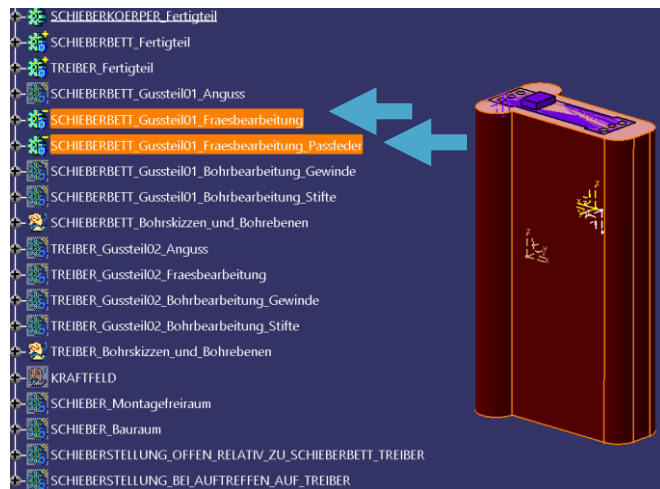 SCHIEBERKOERPER_Fertigteil
SCHIEBERBETT_Fertigteil
TREIBER_Fertigteil
SCHIEBERBETT_Gussteil01_Anguss
SCHIEBERBETT_Gussteil01_Fraesbearbeitung
SCHIEBERBETT_Gussteil01_Fraesbearbeitung_Passfeder
SCHIEBERBETT_Gussteil01_Bohrbearbeitung_Gewinde
SCHIEBERBETT_Gussteil01_Bohrbearbeitung_Stifte
SCHIEBERBETT_Bohrskizzen_und_Bohrebenen
TREIBER_Gussteil02_Anguss
TREIBER_Gussteil02_Fraesbearbeitung
TREIBER_Gussteil02_Bohrbearbeitung_Gewinde
TREIBER_Gussteil02_Bohrbearbeitung_Stifte
TREIBER_Bohrskizzen_und_Bohrebenen
KRAFTFELD
SCHIEBER_Montagefreiraum
SCHIEBER_Bauraum
SCHIEBERSTELLUNG_OFFEN_RELATIV_ZU_SCHIEBERBETT_TREIBER
SCHIEBERSTELLUNG_BEI_AUFTREFFEN_AUF_TREIBER